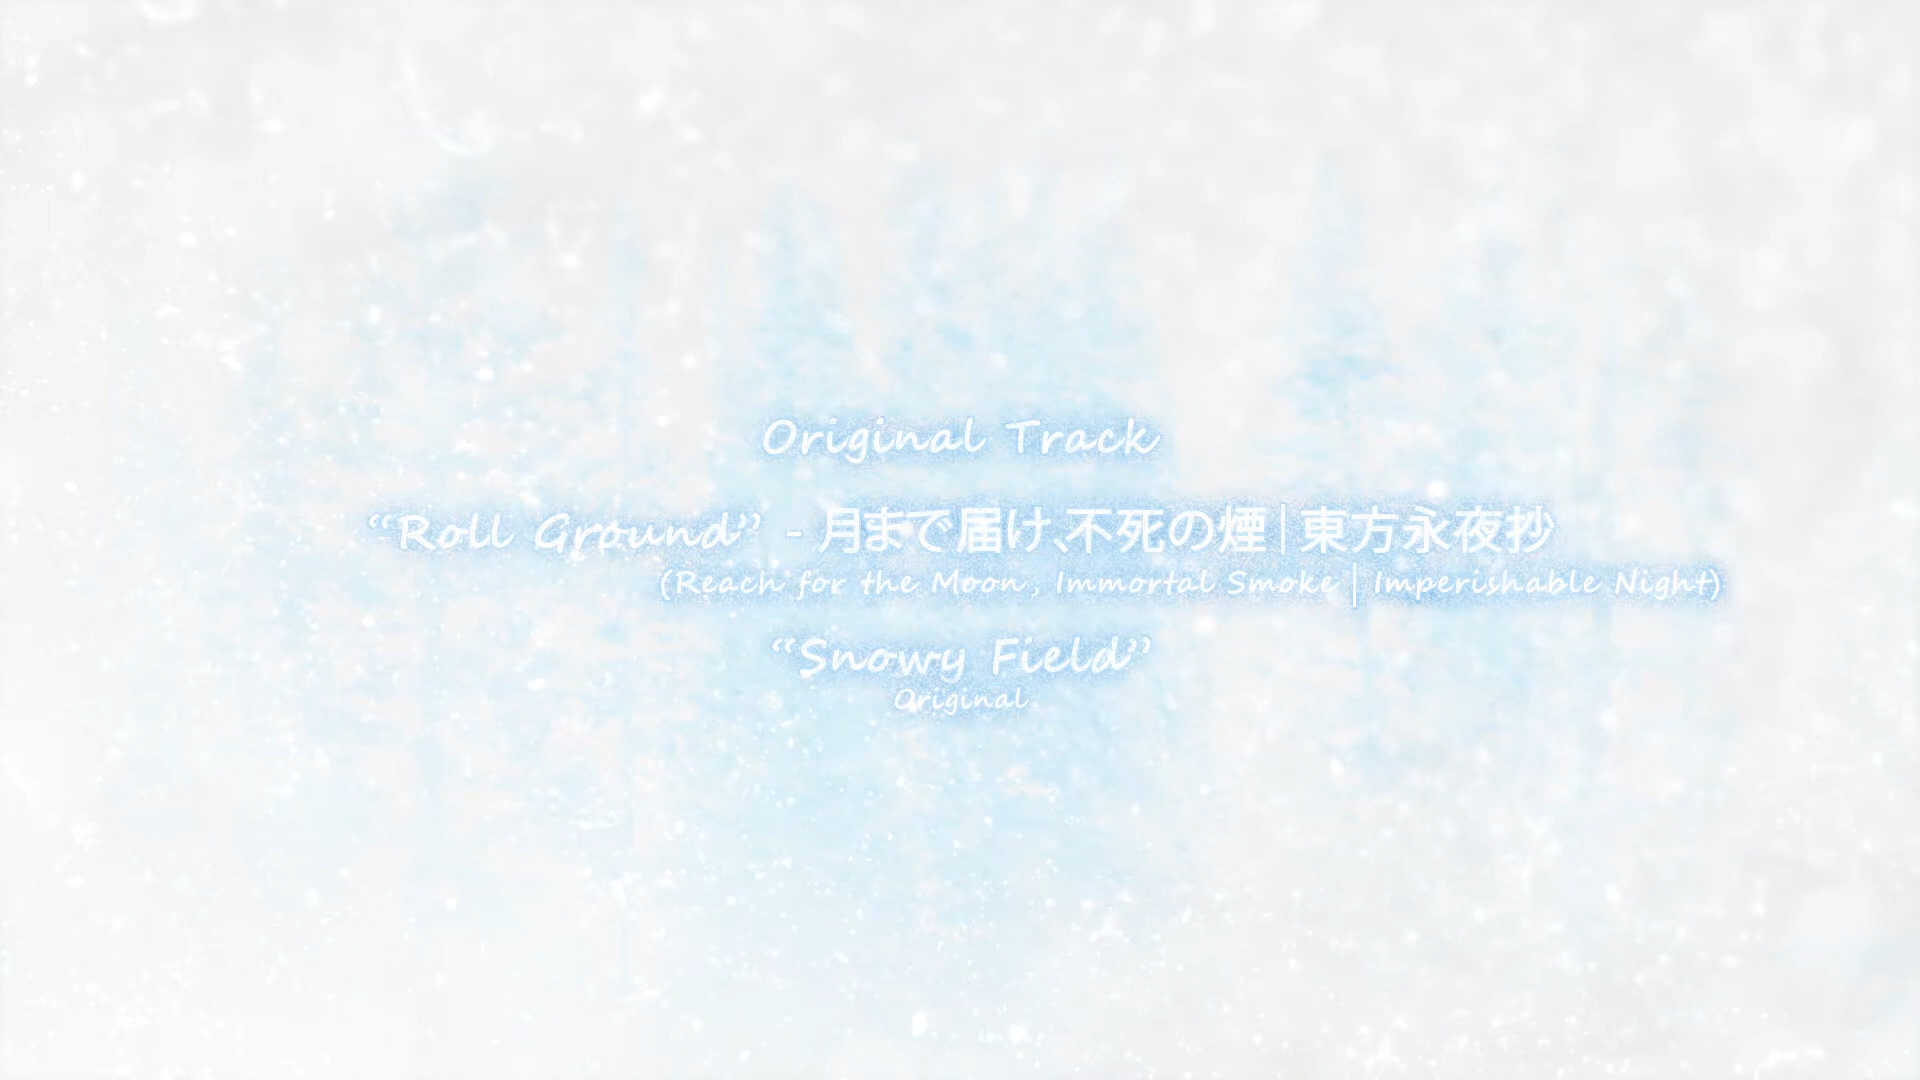 Original Track
“Roll Ground” - 月まで届け、不死の煙｜東方永夜抄
(Reach for the Moon, Immortal Smoke | Imperishable Night)
“Snowy Field”
Original